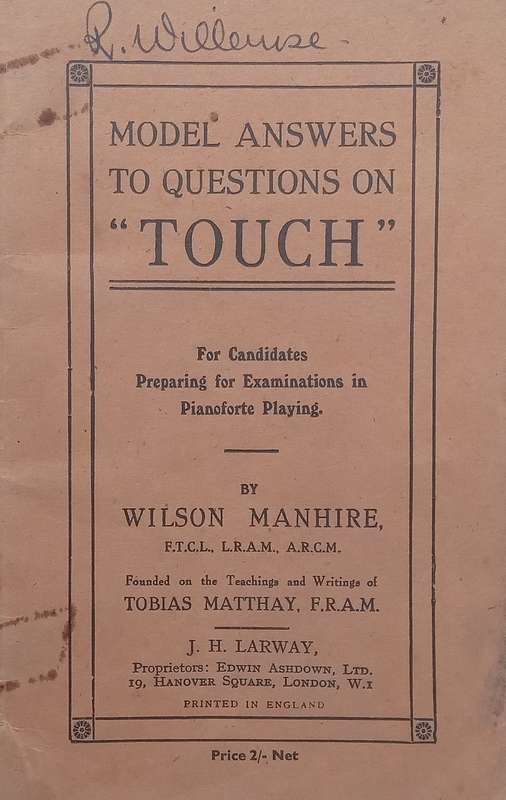 R. Willemse -
MODEL ANSWERS
TO QUESTIONS ON
“TOUCH”
For Candidates
Preparing for Examinations in
Pianoforte Playing.
BY
WILSON MANHIRE,
F.T.C.L., L.R.A.M., A.R.C.M.
Founded on the Teachings and Writings of
TOBIAS MATTHAY, F.R.A.M.
J. H. LARWAY,
Proprietors: EDWIN ASHDOWN, LTD.
19, HANOVER SQUARE, LONDON, W.1
PRINTED IN ENGLAND
Price 2/- Net